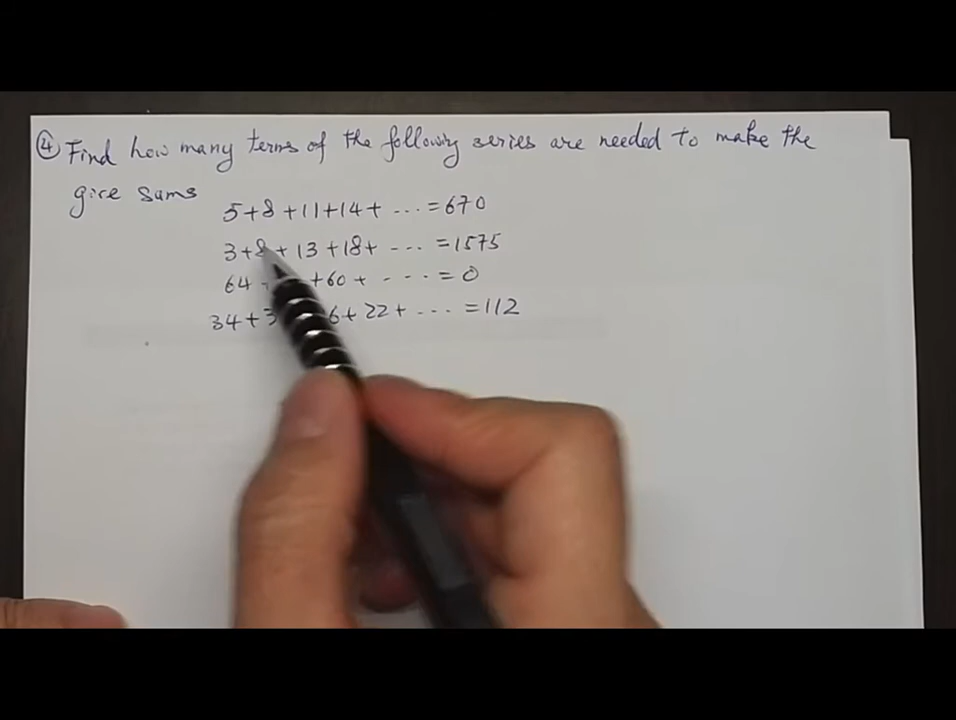 ④ Find how many terms of the following series are needed to make the
give sums
5+8+11+14+ ... = 670
3+8+13+18+ ... = 1575
64 + +60+ ... = 0
34+3 6+22+ ... = 112